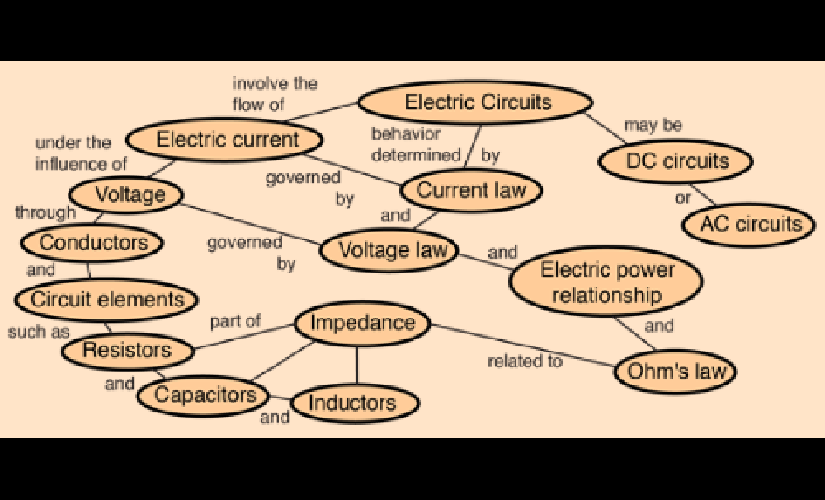 involve the
flow of
Electric Circuits
Electric current
behavior
determined by
may be
under the
influence of
DC circuits
governed
by
Current law
Voltage
or
through
and
AC circuits
Conductors
governed
by
Voltage law
and
and
Electric power
relationship
Circuit elements
such as
part of
Impedance
and
Resistors
related to
Ohm's law
and
Capacitors
and
Inductors